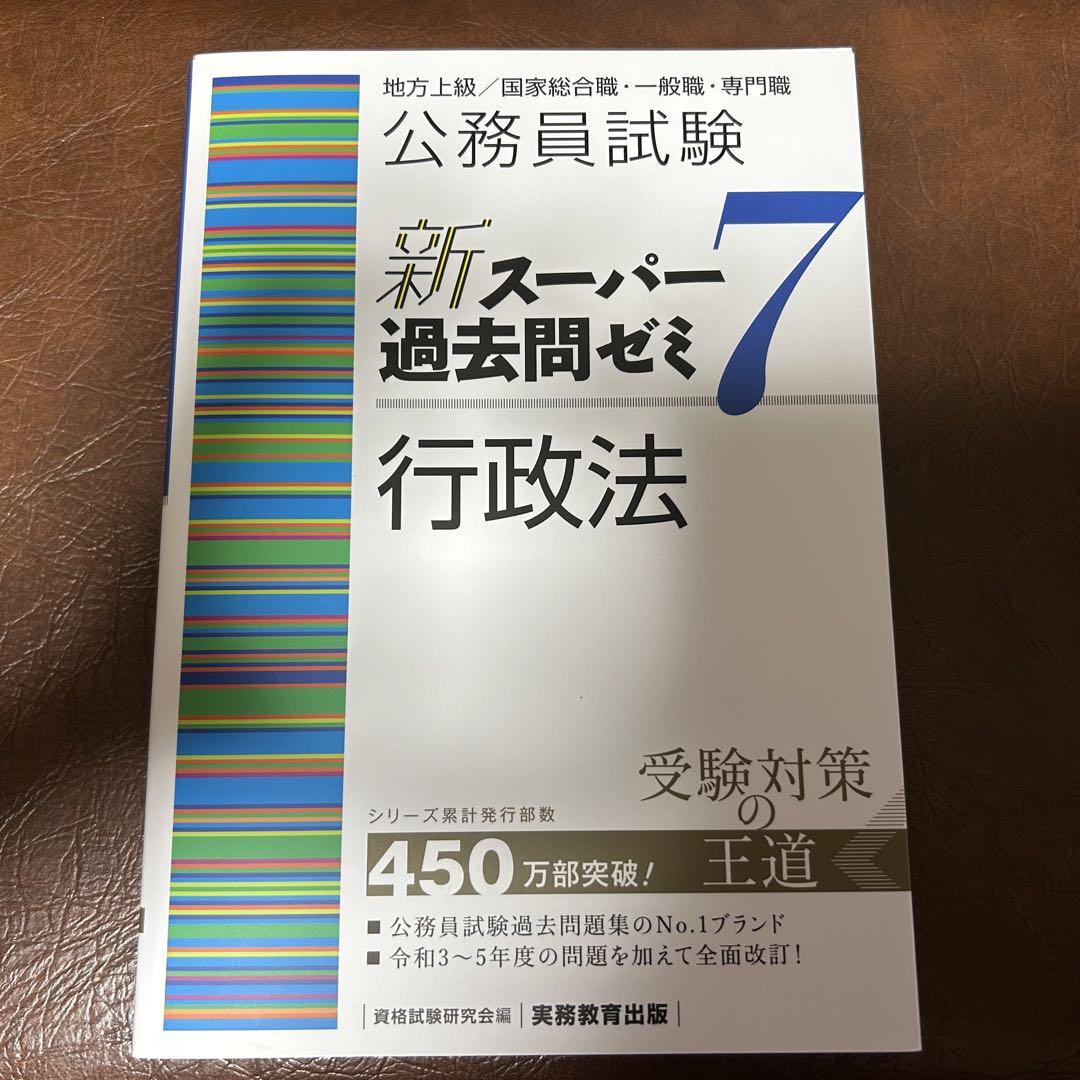 地方上級／国家総合職・一般職・専門職
公務員試験
新スーパー
過去問ゼミ7
行政法
受験対策
の
王道
シリーズ累計発行部数
450万部突破!
■ 公務員試験過去問題集のNo.1ブランド
■ 令和3～5年度の問題を加えて全面改訂!
|資格試験研究会編|実務教育出版|